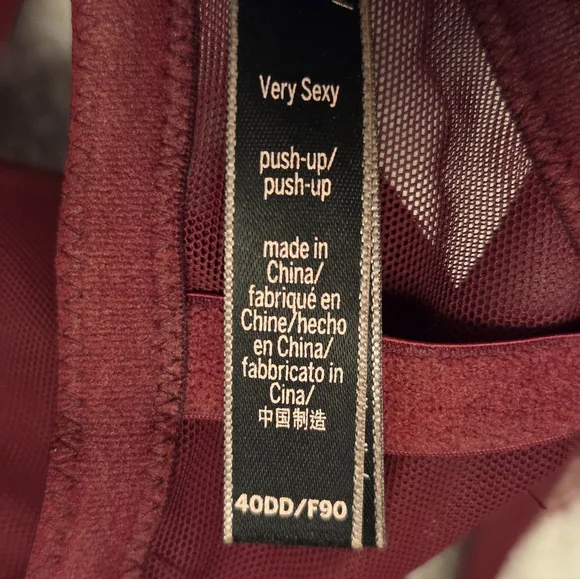 Very Sexy
push-up/
push-up
made in
China/
fabriqué en
Chine/hecho
en China/
fabbricato in
Cina/
中国制造
40DD/F90